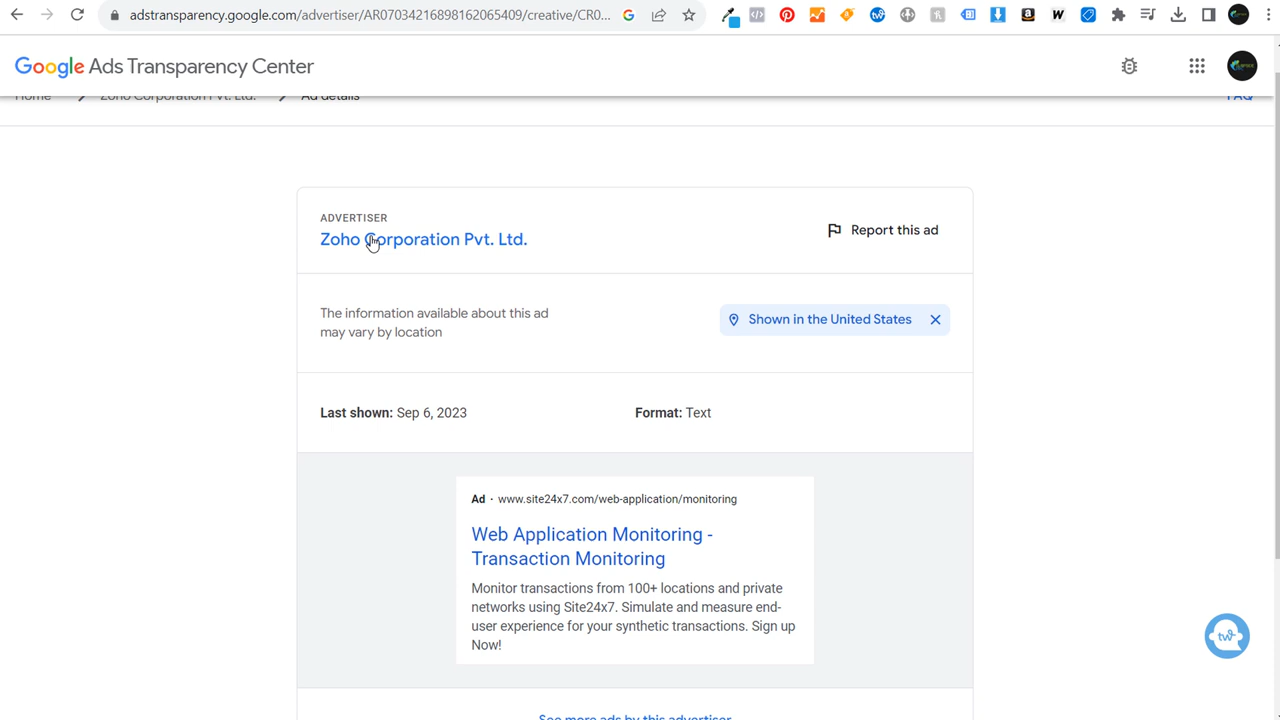 adstransparency.google.com/advertiser/AR07034216898162065409/creative/CR0...
Google Ads Transparency Center
Home > Zoho Corporation Pvt. Ltd. > Ad details
FAQ
ADVERTISER
Zoho Corporation Pvt. Ltd.
Report this ad
The information available about this ad
may vary by location
Shown in the United States
Last shown: Sep 6, 2023
Format: Text
Ad · www.site24x7.com/web-application/monitoring
Web Application Monitoring -
Transaction Monitoring
Monitor transactions from 100+ locations and private
networks using Site24x7. Simulate and measure end-
user experience for your synthetic transactions. Sign up
Now!
See more ads by this advertiser